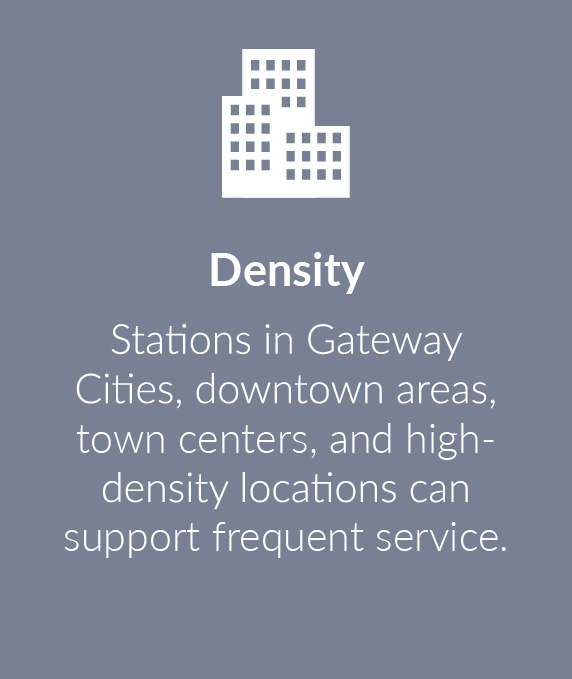 Density
Stations in Gateway
Cities, downtown areas,
town centers, and high-
density locations can
support frequent service.